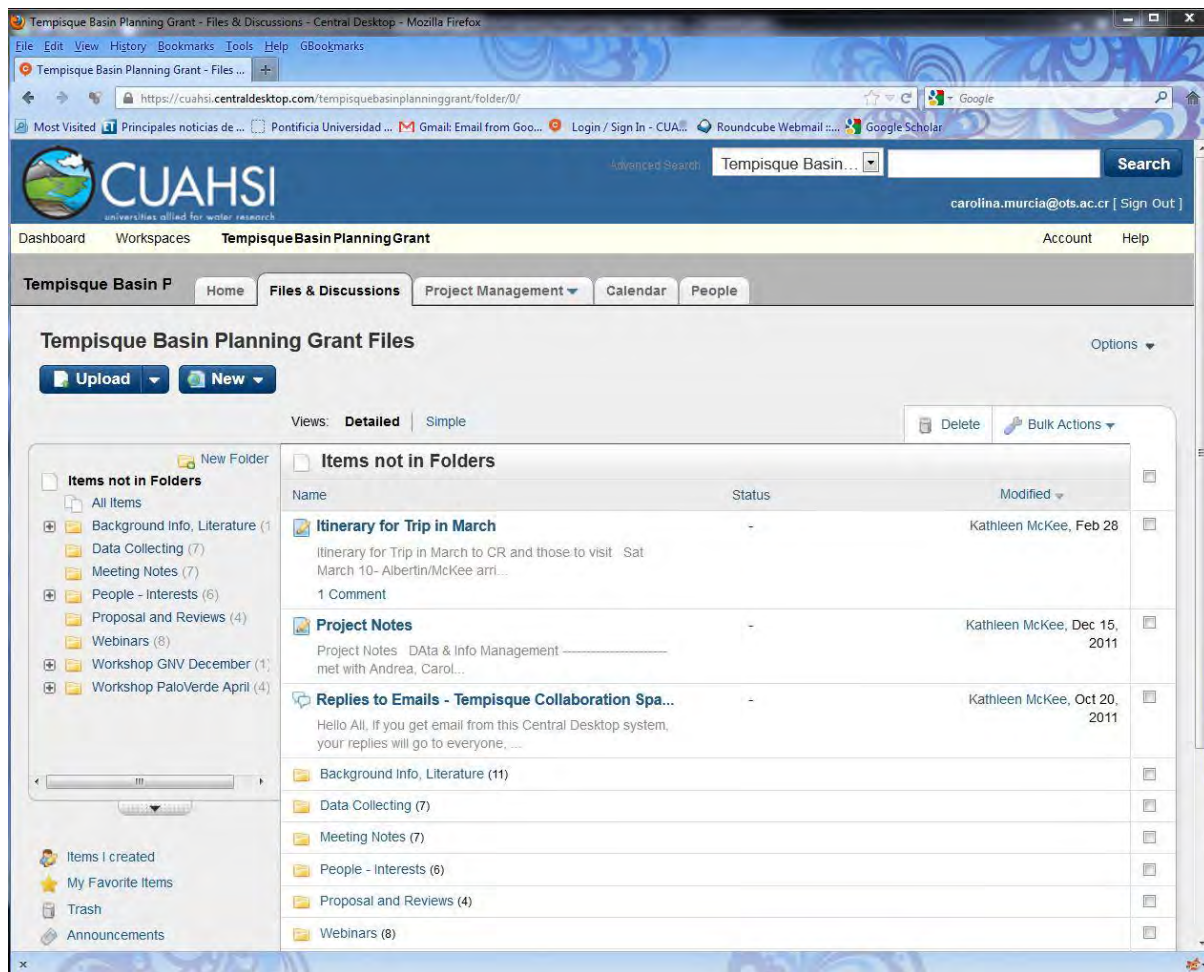 Tempisque Basin Planning Grant - Files & Discussions - Central Desktop - Mozilla Firefox
File Edit View History Bookmarks Tools Help GBookmarks
Tempisque Basin Planning Grant - Files ...
https://cuahsi.centraldesktop.com/tempisquebasinplanninggrant/folder/0/
Google
Most Visited Principales noticias de ... Pontificia Universidad ... Gmail: Email from Goo... Login / Sign In - CUA... Roundcube Webmail ::... Google Scholar
CUAHSI
universities allied for water research
Advanced Search Tempisque Basin... Search
carolina.murcia@ots.ac.cr [ Sign Out ]
Dashboard Workspaces TempisqueBasinPlanningGrant Account Help
Tempisque Basin P Home Files & Discussions Project Management Calendar People
Tempisque Basin Planning Grant Files
Options
Upload New
Views: Detailed Simple
Delete Bulk Actions
New Folder
Items not in Folders
All Items
Background Info, Literature (1
Data Collecting (7)
Meeting Notes (7)
People - Interests (6)
Proposal and Reviews (4)
Webinars (8)
Workshop GNV December (1)
Workshop PaloVerde April (4)
Items I created
My Favorite Items
Trash
Announcements
Items not in Folders
Name Status Modified
Itinerary for Trip in March - Kathleen McKee, Feb 28
Itinerary for Trip in March to CR and those to visit Sat
March 10- Albertin/McKee arri...
1 Comment
Project Notes - Kathleen McKee, Dec 15,
2011
Project Notes DAta & Info Management -----------------------
met with Andrea, Carol...
Replies to Emails - Tempisque Collaboration Spa... - Kathleen McKee, Oct 20,
2011
Hello All, If you get email from this Central Desktop system,
your replies will go to everyone, ...
Background Info, Literature (11)
Data Collecting (7)
Meeting Notes (7)
People - Interests (6)
Proposal and Reviews (4)
Webinars (8)